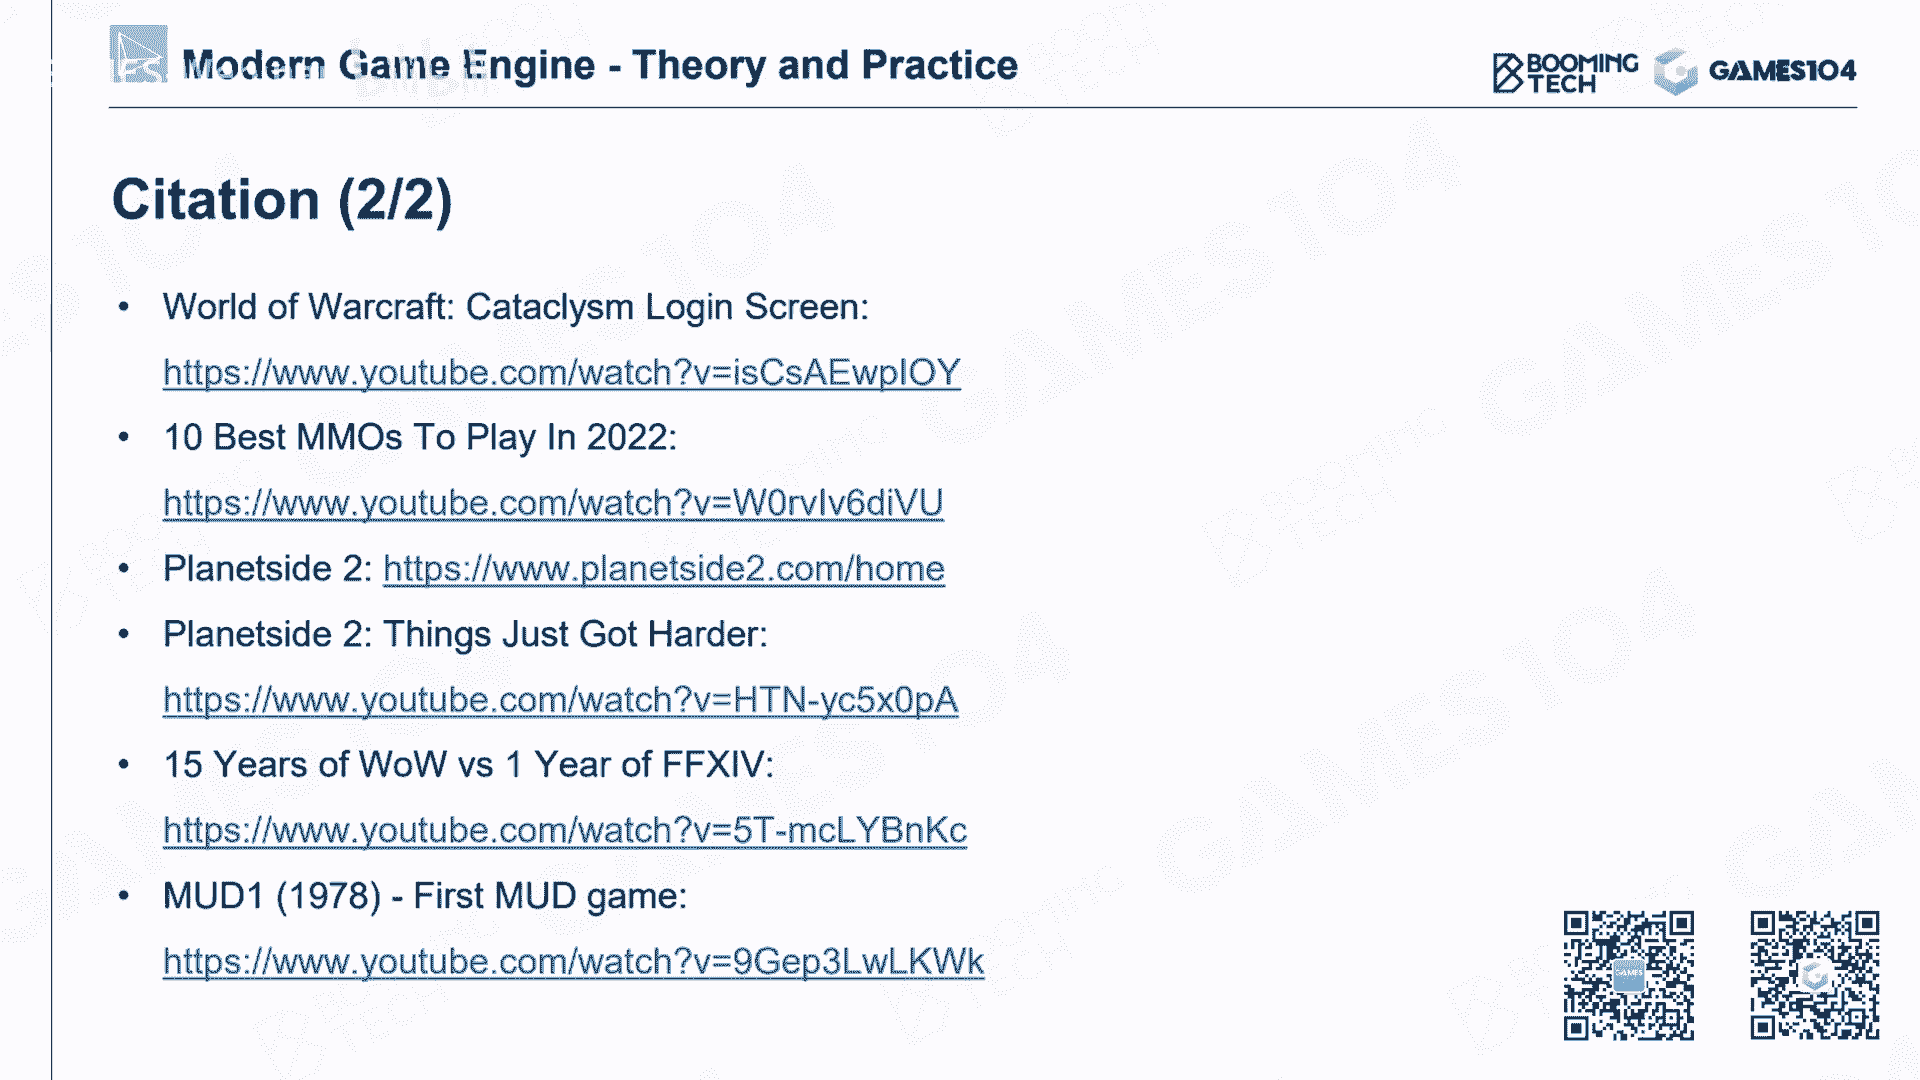 Modern Game Engine - Theory and Practice
BOOMING
TECH
GAMES104
Citation (2/2)
• World of Warcraft: Cataclysm Login Screen:
https://www.youtube.com/watch?v=isCsAEwplOY
• 10 Best MMOs To Play In 2022:
https://www.youtube.com/watch?v=W0rvIv6diVU
• Planetside 2: https://www.planetside2.com/home
• Planetside 2: Things Just Got Harder:
https://www.youtube.com/watch?v=HTN-yc5x0pA
• 15 Years of WoW vs 1 Year of FFXIV:
https://www.youtube.com/watch?v=5T-mcLYBnKc
• MUD1 (1978) - First MUD game:
https://www.youtube.com/watch?v=9Gep3LwLKWk